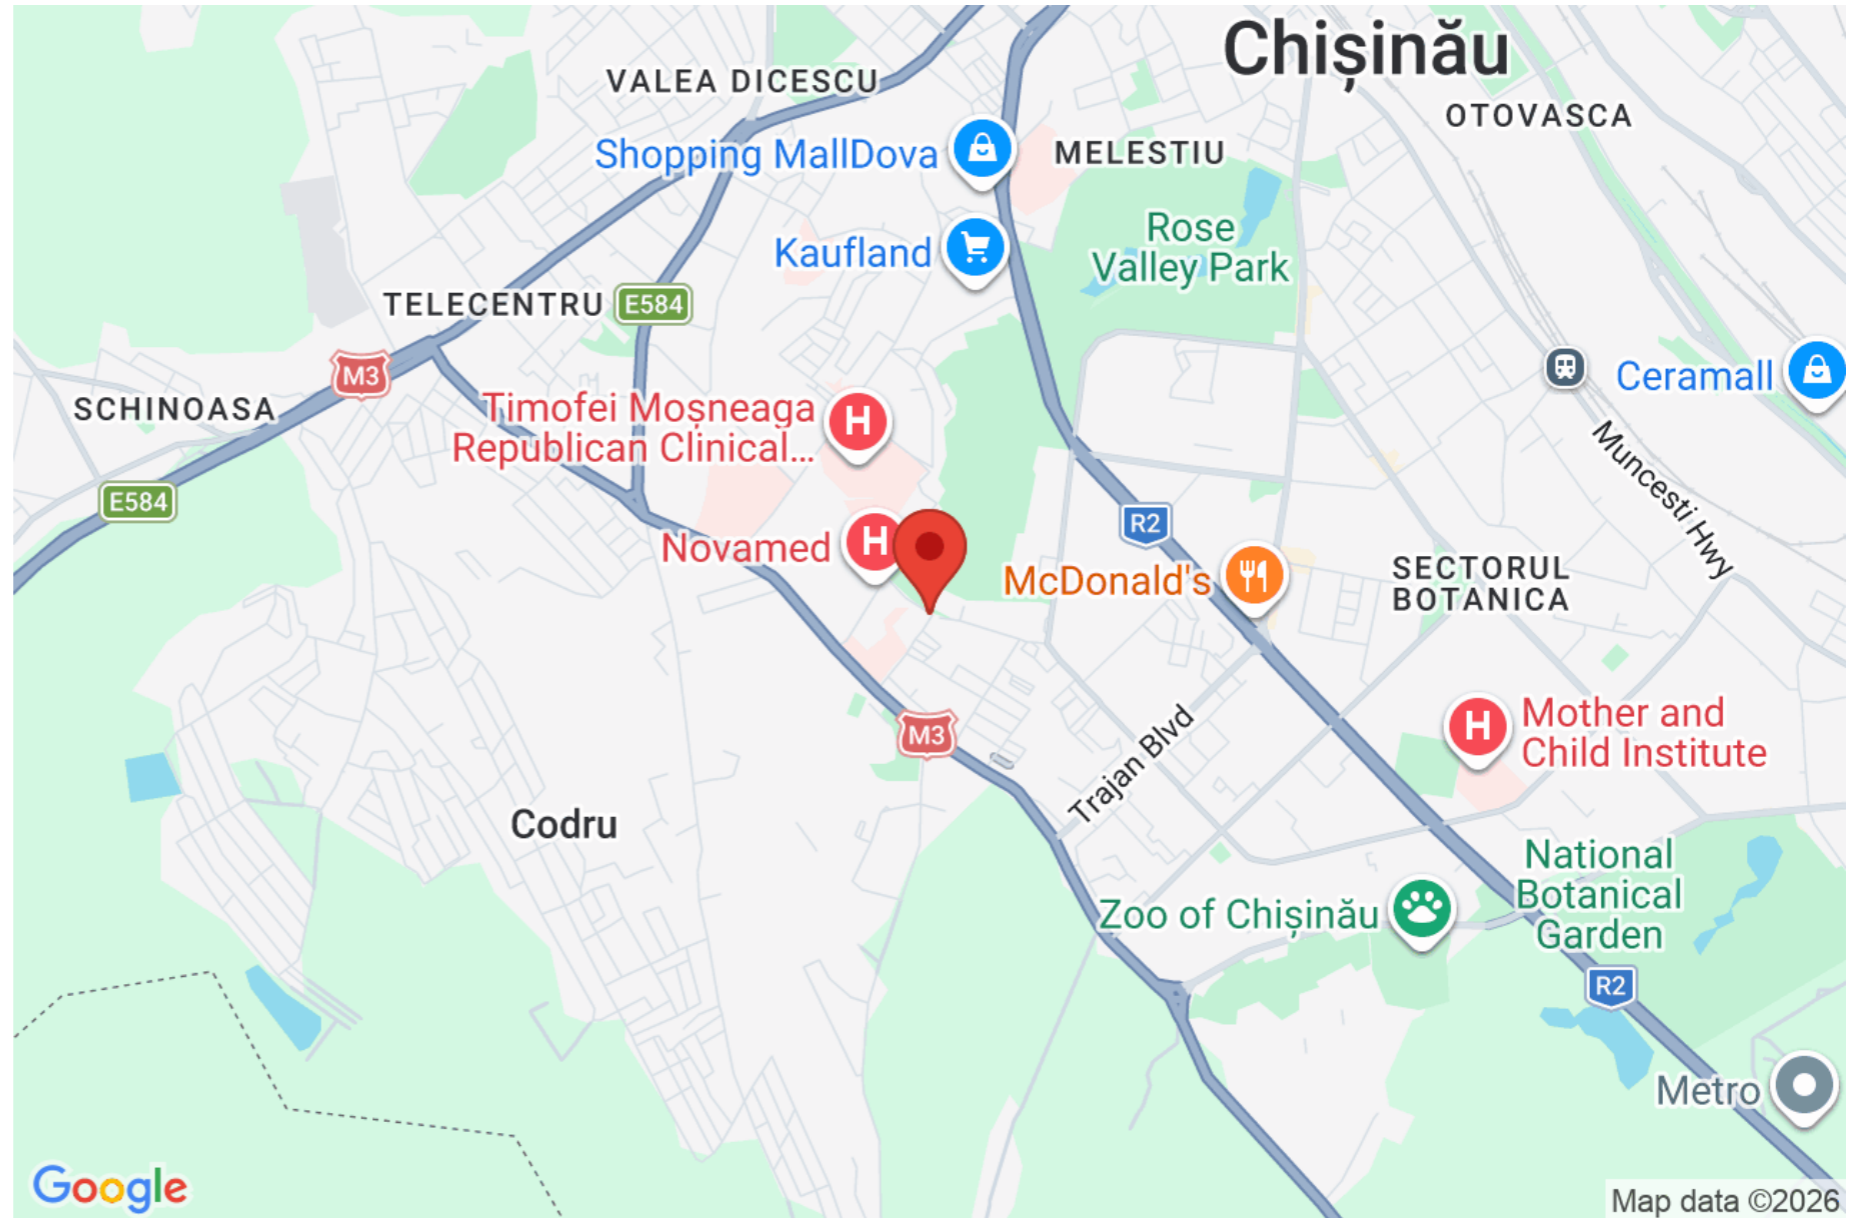 Chișinău
VALEA DICESCU
OTOVASCA
Shopping MallDova
MELESTIU
Rose
Valley Park
Kaufland
TELECENTRU
E584
M3
Ceramall
SCHINOASA
Timofei Moșneaga
Republican Clinical...
H
Muncesti Hwy
E584
R2
Novamed
H
McDonald's
SECTORUL
BOTANICA
Trajan Blvd
M3
H
Mother and
Child Institute
Codru
National
Botanical
Garden
Zoo of Chișinău
R2
Metro
Google
Map data ©2026